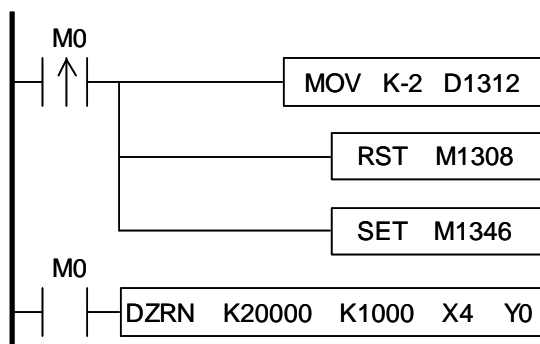 M0
MOV K-2 D1312
RST M1308
SET M1346
M0
DZRN K20000 K1000 X4 Y0